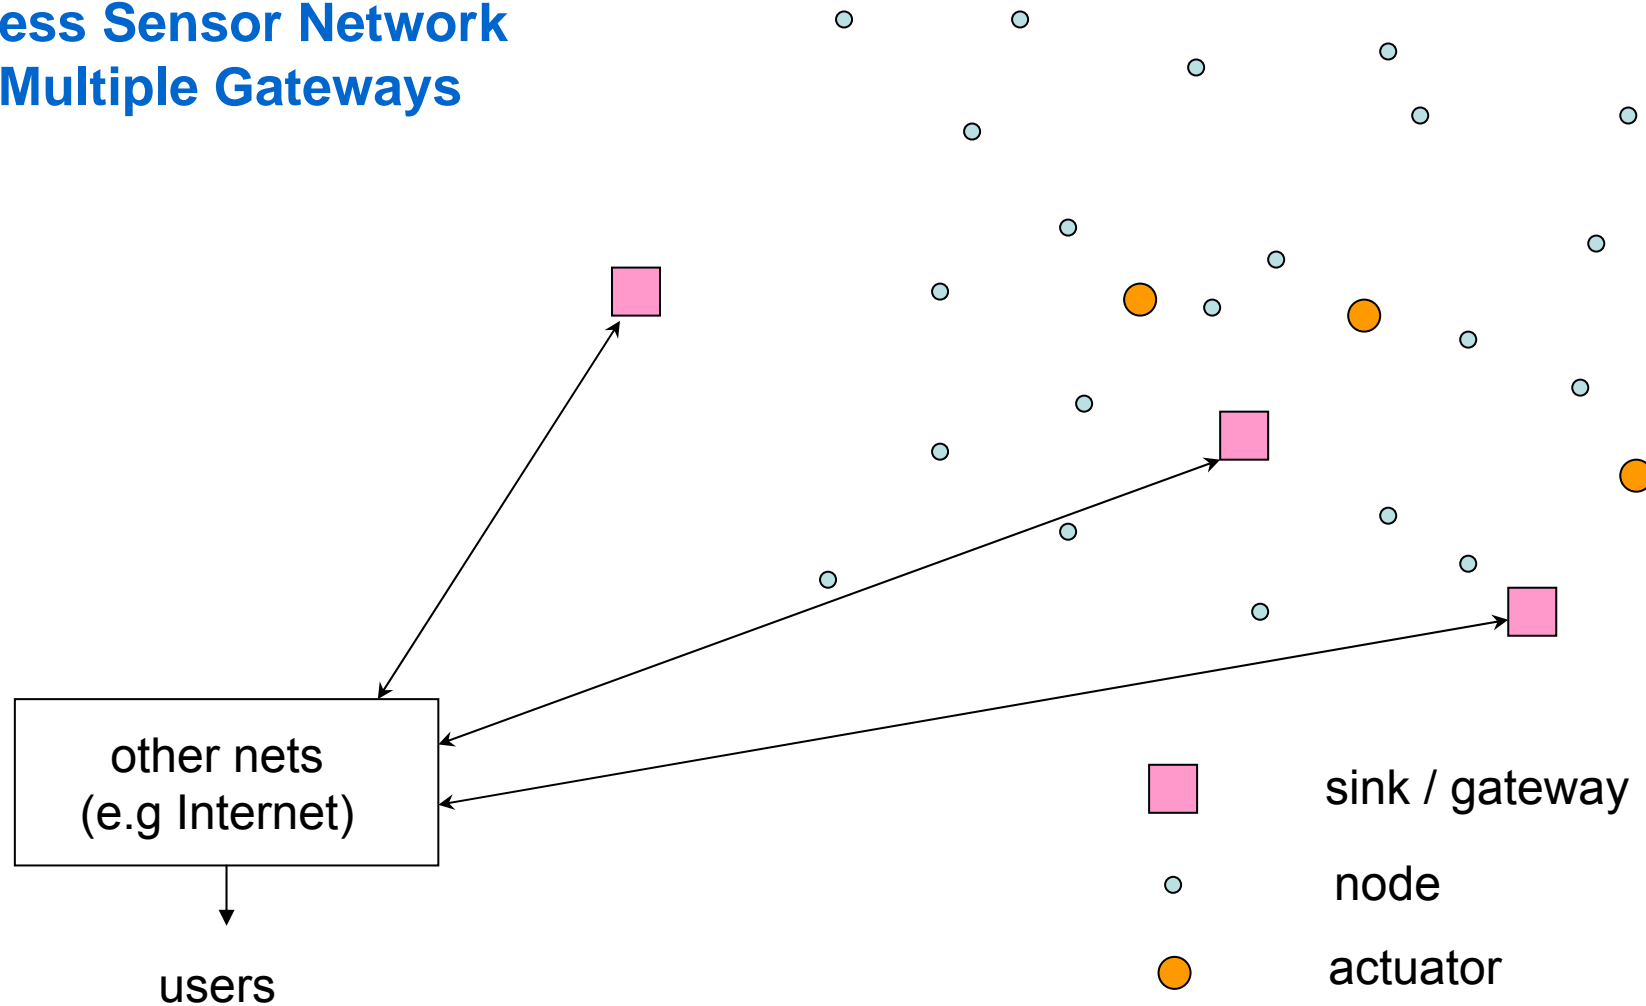 ess Sensor Network
Multiple Gateways
other nets
(e.g Internet)
users
sink / gateway
node
actuator